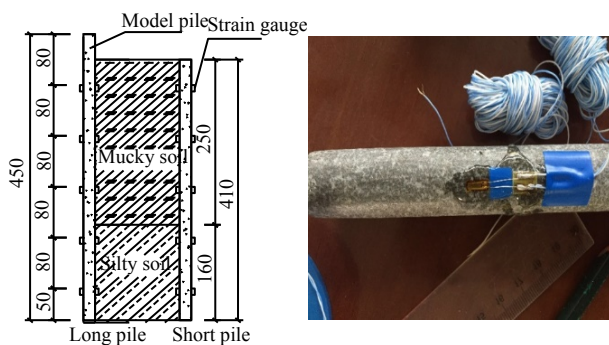 Model pile
Strain gauge
80
80
80
80
80
50
450
Mucky soil
Silty soil
250
160
410
Long pile
Short pile